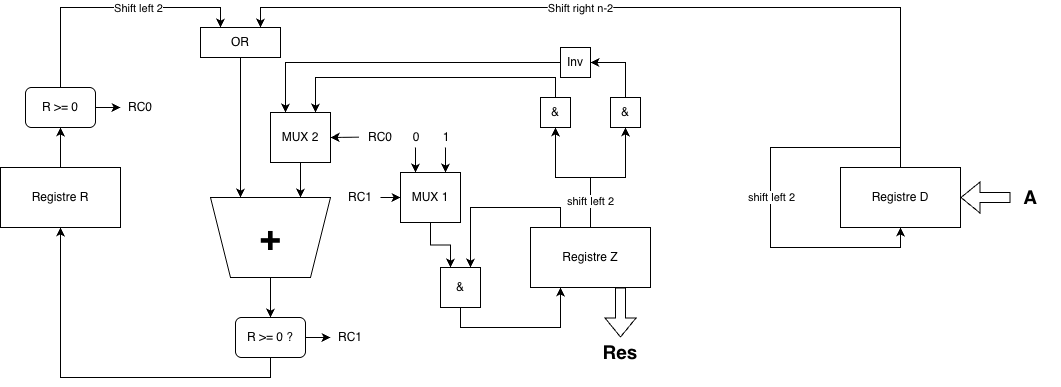 Shift left 2
Shift right n-2
OR
Inv
R >= 0
RC0
&
&
MUX 2
RC0
0
1
Registre R
RC1
MUX 1
shift left 2
shift left 2
Registre D
A
+
Registre Z
&
R >= 0 ?
RC1
Res